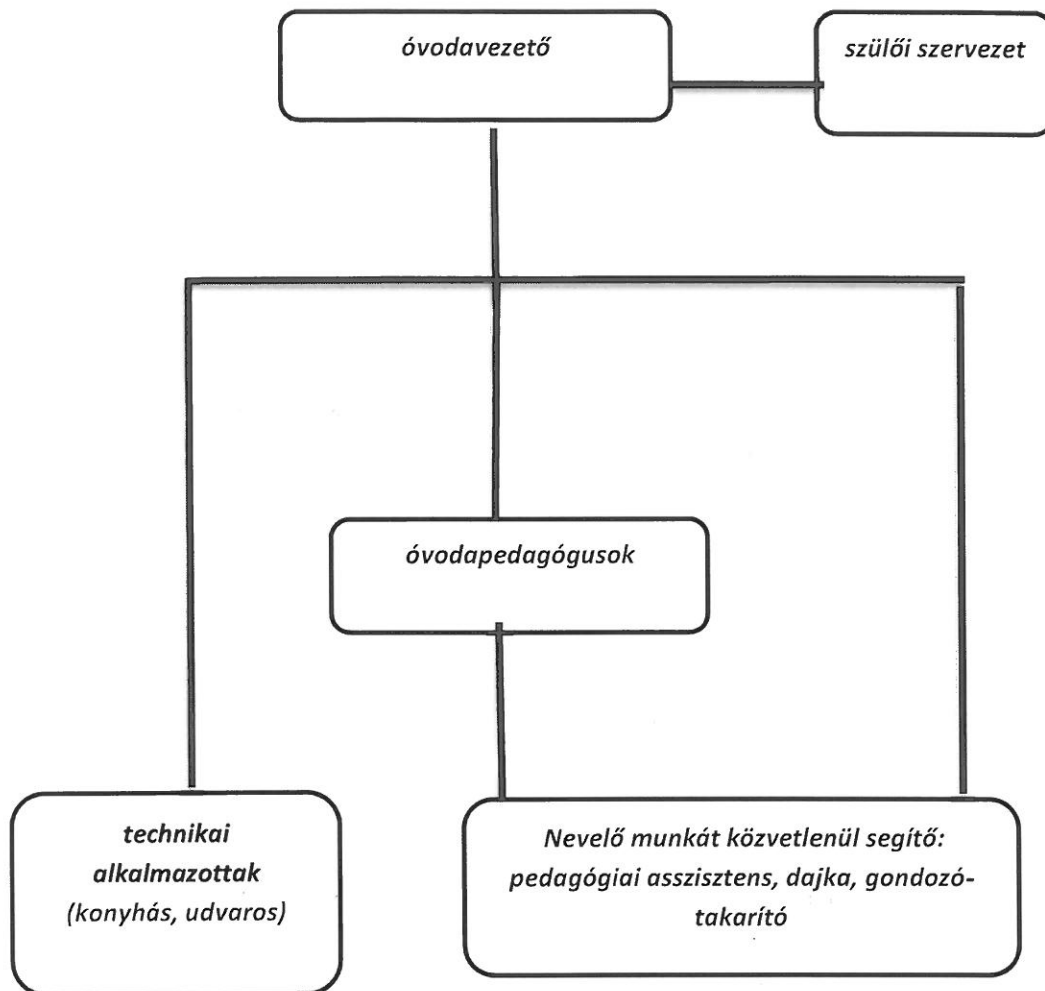 óvodavezető
szülői szervezet
óvodapedagógusok
technikai
alkalmazottak
(konyhás, udvaros)
Nevelő munkát közvetlenül segítő:
pedagógiai asszisztens, dajka, gondozó-
takarító